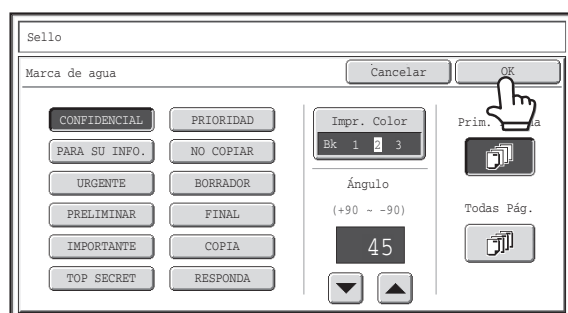 Sello
Marca de agua
Cancelar
OK
CONFIDENCIAL
PRIORIDAD
PARA SU INFO.
NO COPIAR
URGENTE
BORRADOR
PRELIMINAR
FINAL
IMPORTANTE
COPIA
TOP SECRET
RESPONDA
Impr. Color
Bk 1 2 3
Ángulo
(+90 ~ -90)
45
Prim.
Todas Pág.